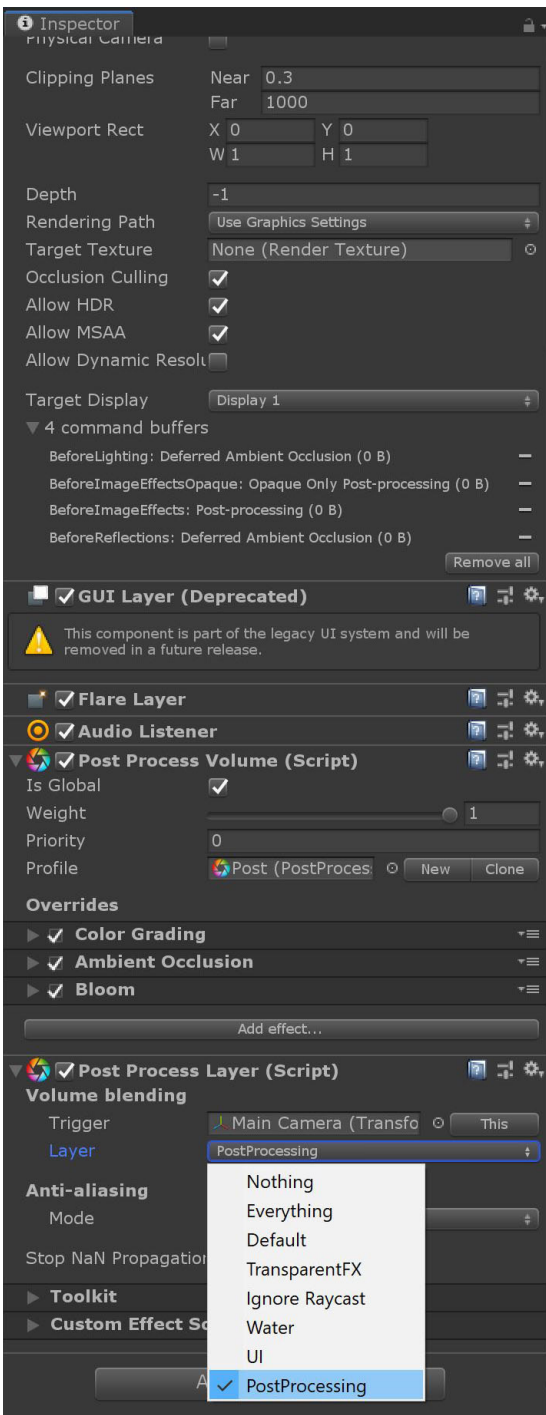 Inspector
Physical Camera
Clipping Planes Near 0.3
Far 1000
Viewport Rect X 0 Y 0
W 1 H 1
Depth -1
Rendering Path Use Graphics Settings
Target Texture None (Render Texture)
Occlusion Culling
Allow HDR
Allow MSAA
Allow Dynamic Resolu
Target Display Display 1
4 command buffers
BeforeLighting: Deferred Ambient Occlusion (0 B)
BeforeImageEffectsOpaque: Opaque Only Post-processing (0 B)
BeforeImageEffects: Post-processing (0 B)
BeforeReflections: Deferred Ambient Occlusion (0 B)
Remove all
GUI Layer (Deprecated)
This component is part of the legacy UI system and will be
removed in a future release.
Flare Layer
Audio Listener
Post Process Volume (Script)
Is Global
Weight 1
Priority 0
Profile Post (PostProces New Clone
Overrides
Color Grading
Ambient Occlusion
Bloom
Add effect...
Post Process Layer (Script)
Volume blending
Trigger Main Camera (Transfo This
Layer PostProcessing
Nothing
Anti-aliasing
Everything
Mode
Default
Stop NaN Propagation
TransparentFX
Toolkit
Ignore Raycast
Custom Effect So
Water
UI
A
PostProcessing